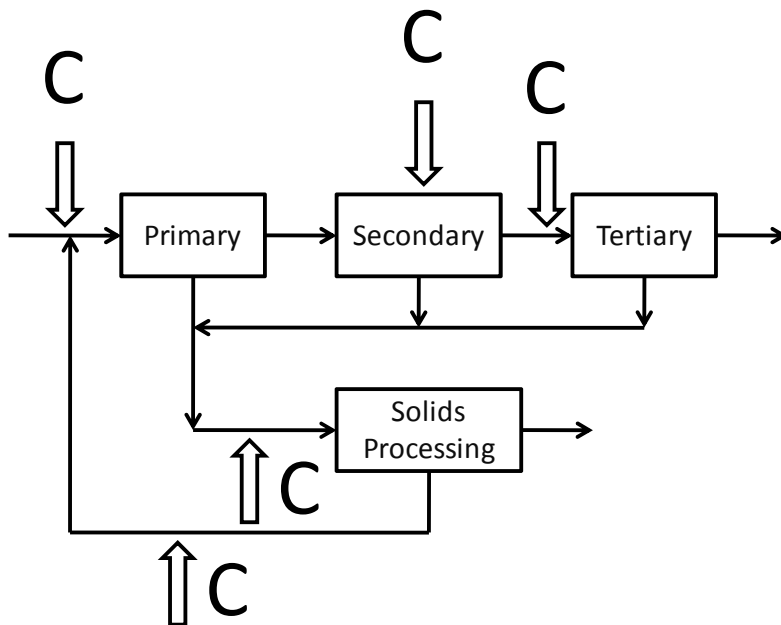 C
C
C
Primary
Secondary
Tertiary
Solids
Processing
C
C